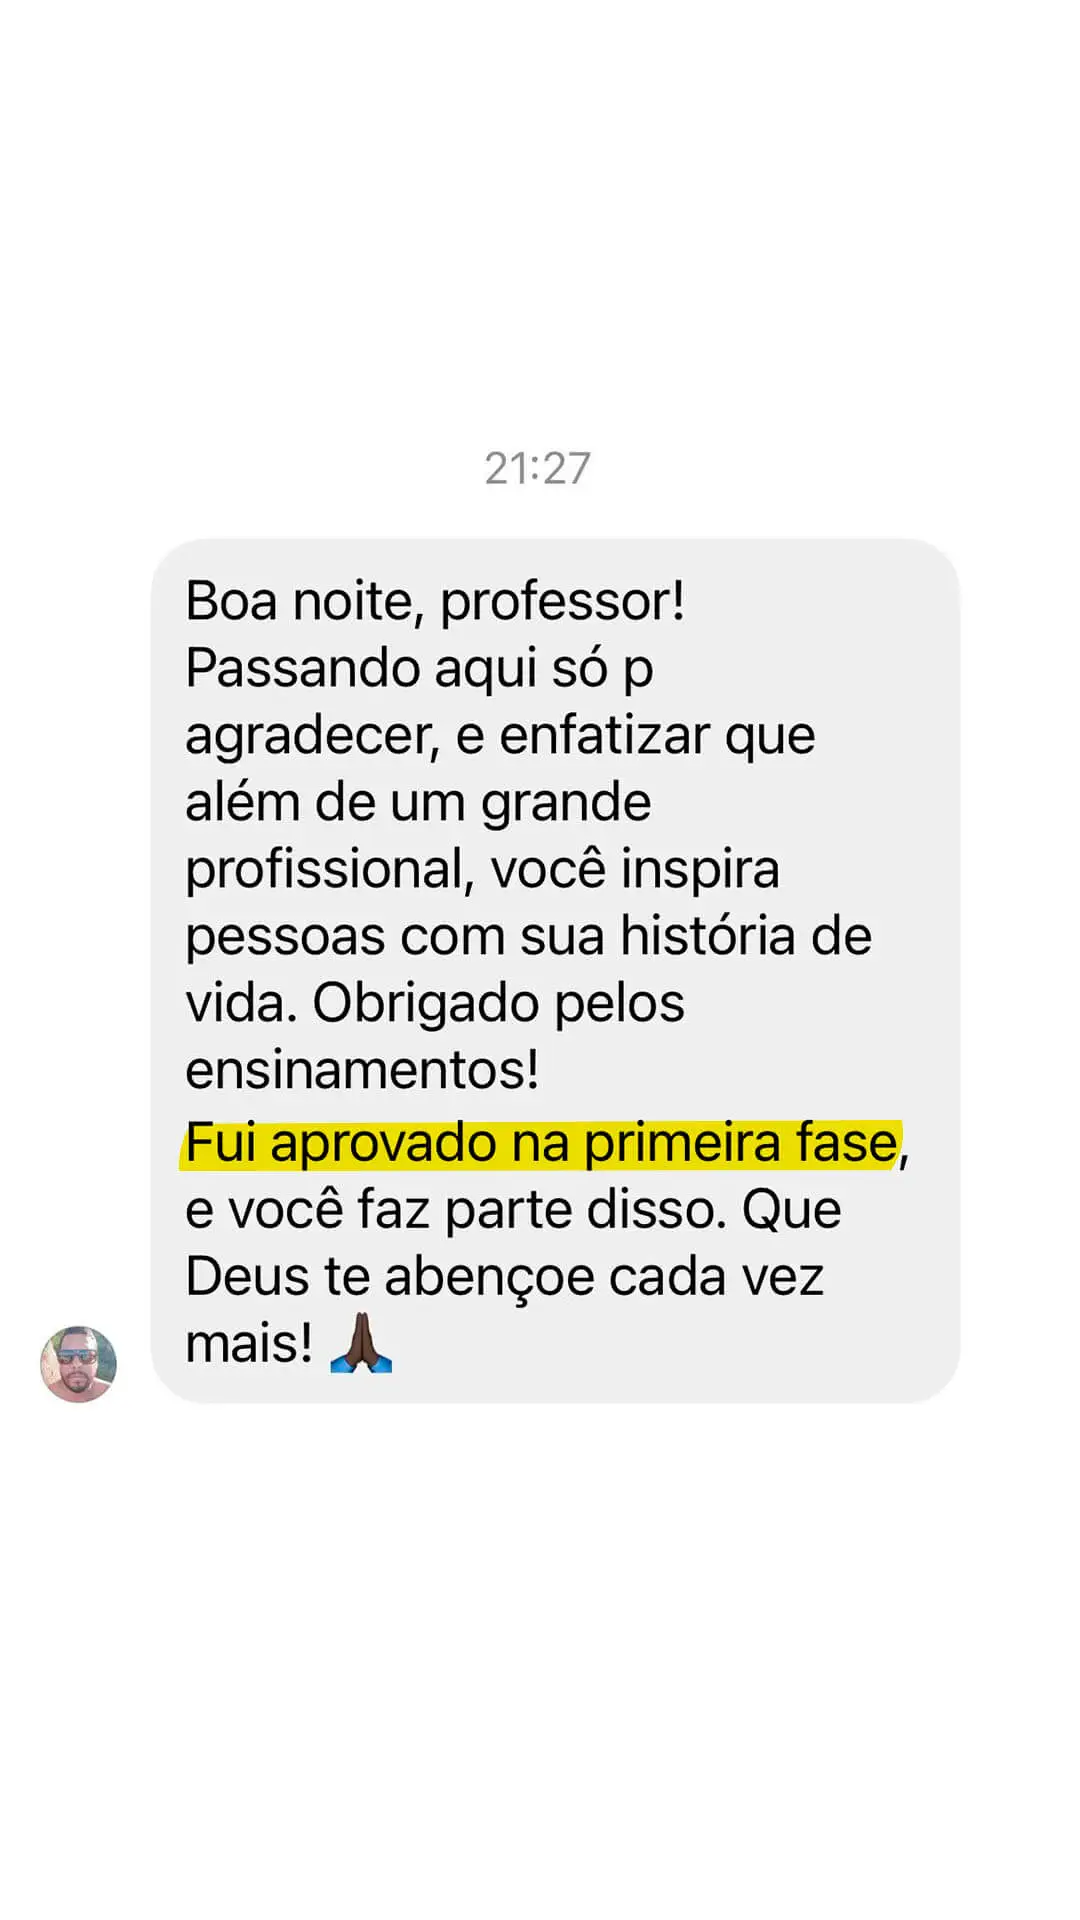 21:27
Boa noite, professor!
Passando aqui só p
agradecer, e enfatizar que
além de um grande
profissional, você inspira
pessoas com sua história de
vida. Obrigado pelos
ensinamentos!
Fui aprovado na primeira fase,
e você faz parte disso. Que
Deus te abençoe cada vez
mais! 🙏🏿